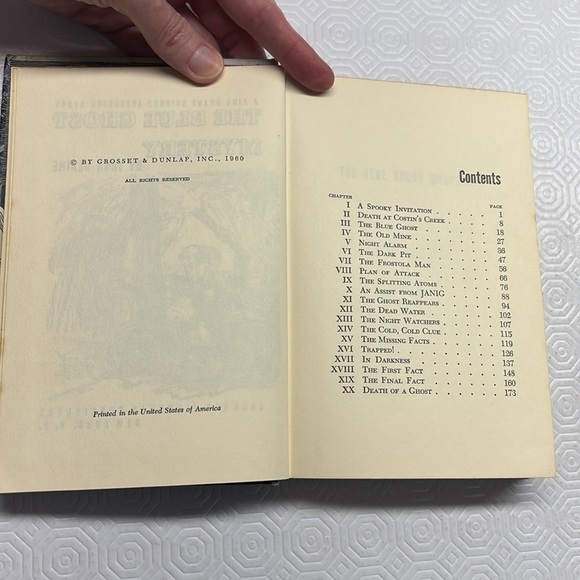 © BY GROSSET & DUNLAP, INC., 1960
ALL RIGHTS RESERVED
Printed in the United States of America
Contents
CHAPTER PAGE
I A SPOOKY INVITATION . . . . . . 1
II DEATH AT COSTIN'S CREEK . . . . 8
III THE BLUE GHOST . . . . . . . 18
IV THE OLD MINE . . . . . . . . 27
V NIGHT ALARM . . . . . . . . 36
VI THE DARK PIT . . . . . . . . 47
VII THE FROSTOLA MAN . . . . . . 56
VIII PLAN OF ATTACK . . . . . . . 66
IX THE SPLITTING ATOMS . . . . . 76
X AN ASSIST FROM JANIG . . . . . 88
XI THE GHOST REAPPEARS . . . . . 94
XII THE DEAD WATER . . . . . . . 102
XIII THE NIGHT WATCHERS . . . . . 107
XIV THE COLD, COLD CLUE . . . . . 115
XV THE MISSING FACTS . . . . . . 119
XVI TRAPPED! . . . . . . . . . 126
XVII IN DARKNESS . . . . . . . . 137
XVIII THE FIRST FACT . . . . . . . 148
XIX THE FINAL FACT . . . . . . . 160
XX DEATH OF A GHOST . . . . . . 173